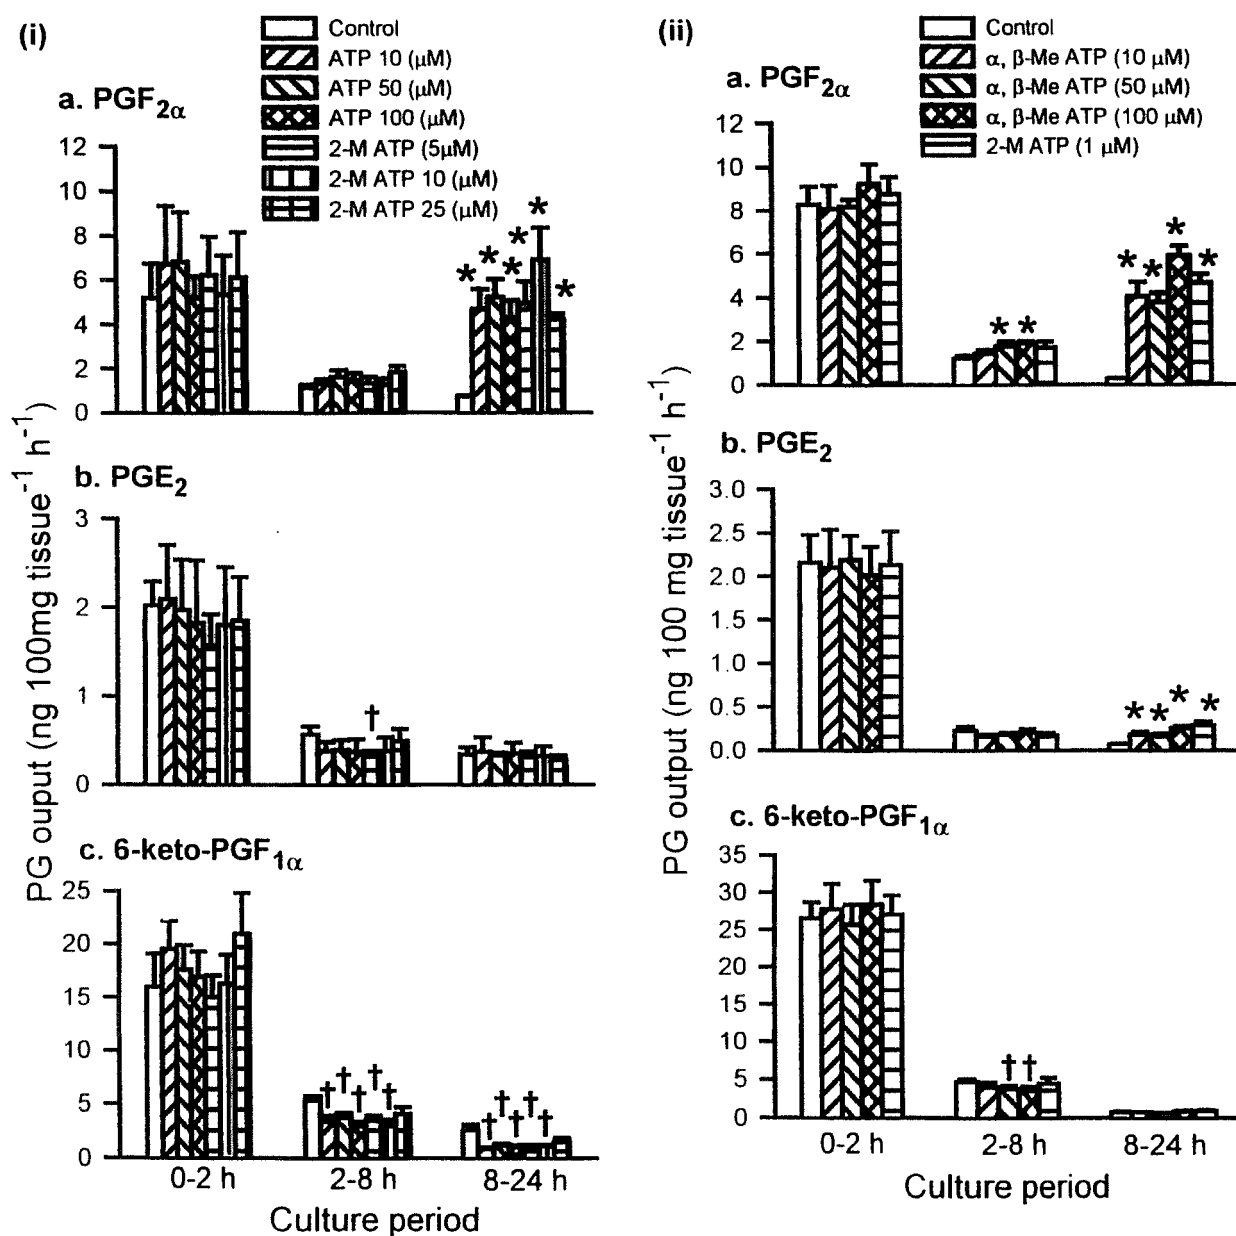 (i)
Control
ATP 10 (μM)
ATP 50 (μM)
ATP 100 (μM)
2-M ATP (5μM)
2-M ATP 10 (μM)
2-M ATP 25 (μM)
a. PGF2α
12
10
8
6
4
2
0
* * * * * *
b. PGE2
3
2
1
0
†
c. 6-keto-PGF1α
25
20
15
10
5
0
† † † † †
† † † † †
0-2 h 2-8 h 8-24 h
Culture period
PG ouput (ng 100mg tissue-1 h-1)
(ii)
Control
α, β-Me ATP (10 μM)
α, β-Me ATP (50 μM)
α, β-Me ATP (100 μM)
2-M ATP (1 μM)
a. PGF2α
12
10
8
6
4
2
0
* *
* * * *
b. PGE2
3.0
2.5
2.0
1.5
1.0
0.5
0.0
* * * *
c. 6-keto-PGF1α
35
30
25
20
15
10
5
0
† †
0-2 h 2-8 h 8-24 h
Culture period
PG output (ng 100 mg tissue-1 h-1)